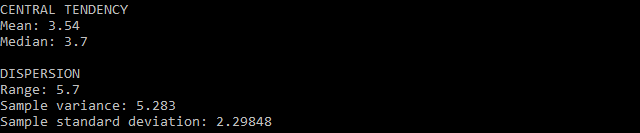 CENTRAL TENDENCY
Mean: 3.54
Median: 3.7
DISPERSION
Range: 5.7
Sample variance: 5.283
Sample standard deviation: 2.29848